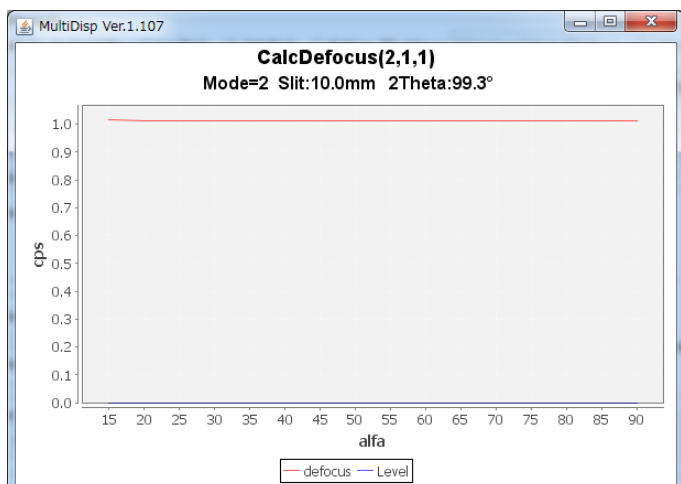 MultiDisp Ver.1.107
CalcDefocus(2,1,1)
Mode=2 Slit:10.0mm 2Theta:99.3°
1.0
0.9
0.8
0.7
0.6
0.5
0.4
0.3
0.2
0.1
0.0
cps
15 20 25 30 35 40 45 50 55 60 65 70 75 80 85 90
alfa
defocus Level